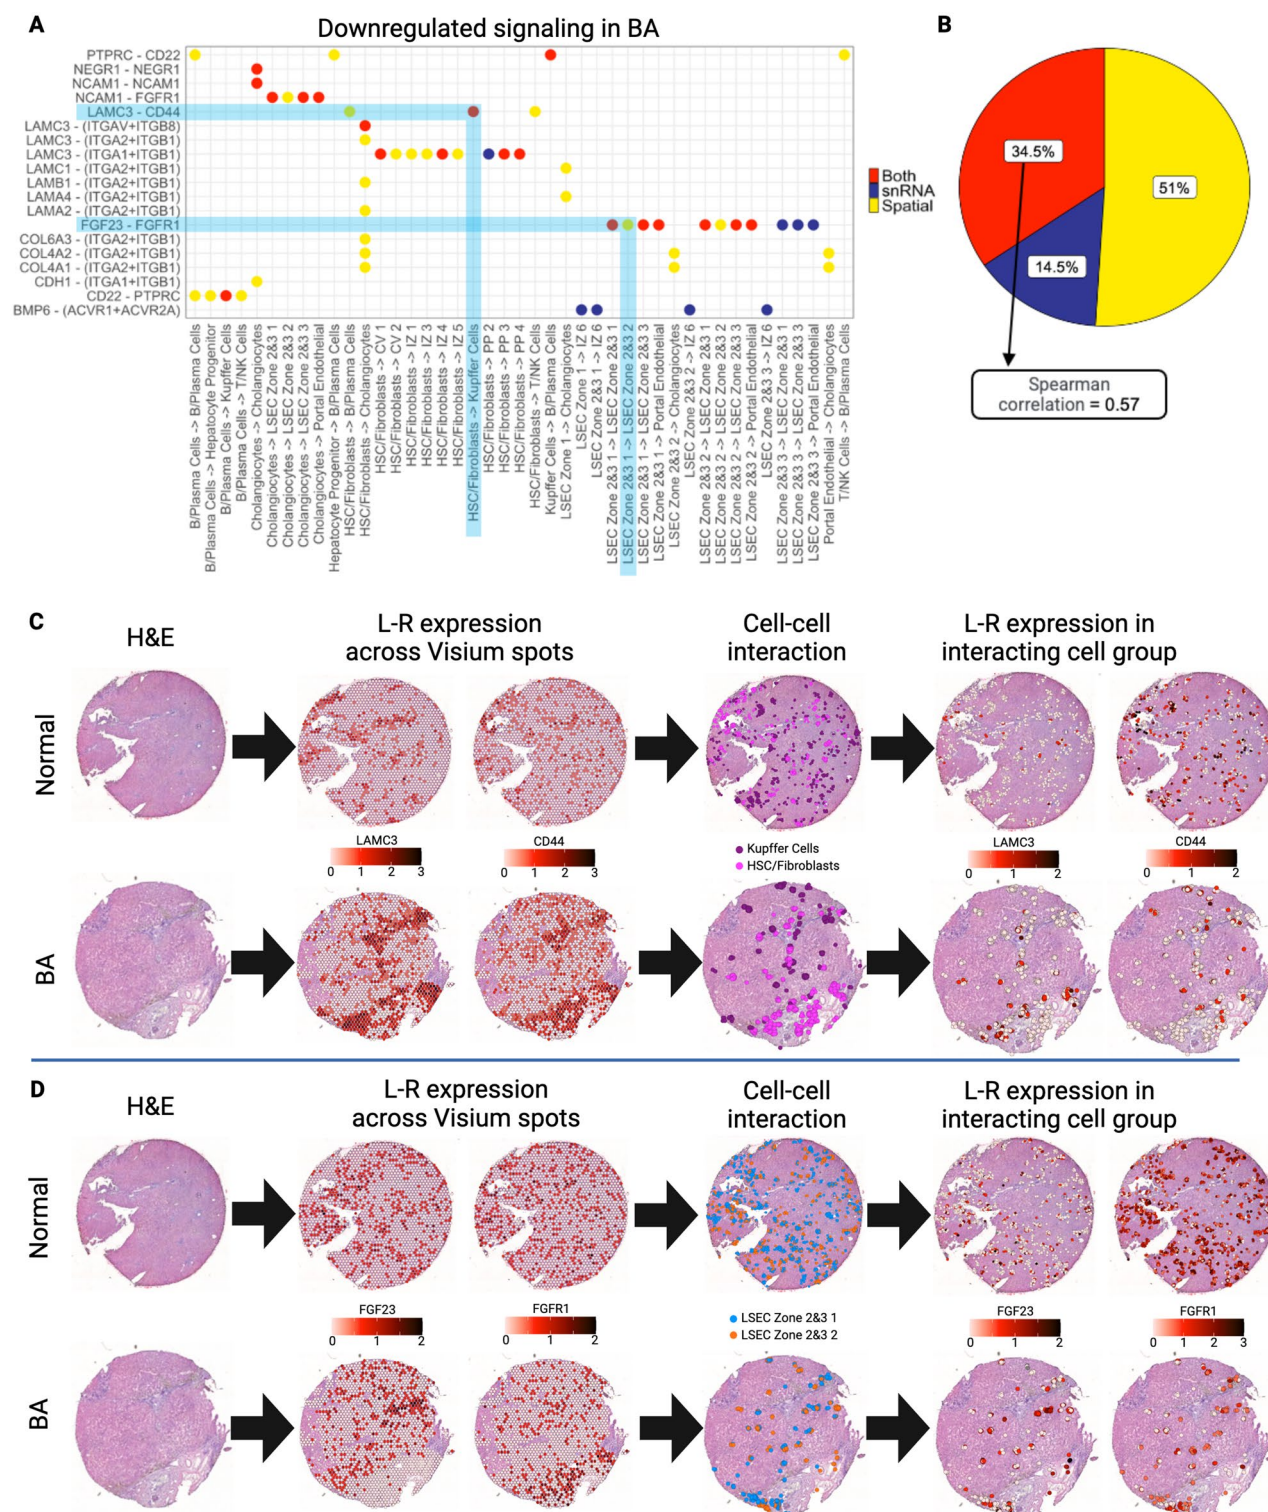 A
Downregulated signaling in BA
PTPRC - CD22
NEGR1 - NEGR1
NCAM1 - NCAM1
NCAM1 - FGFR1
LAMC3 - CD44
LAMC3 - (ITGAV+ITGB8)
LAMC3 - (ITGA2+ITGB1)
LAMC3 - (ITGA1+ITGB1)
LAMC1 - (ITGA2+ITGB1)
LAMB1 - (ITGA2+ITGB1)
LAMA4 - (ITGA2+ITGB1)
LAMA2 - (ITGA2+ITGB1)
FGF23 - FGFR1
COL6A3 - (ITGA2+ITGB1)
COL4A2 - (ITGA2+ITGB1)
COL4A1 - (ITGA2+ITGB1)
CDH1 - (ITGA1+ITGB1)
CD22 - PTPRC
BMP6 - (ACVR1+ACVR2A)
B/Plasma Cells -> B/Plasma Cells
B/Plasma Cells -> Hepatocyte Progenitor
B/Plasma Cells -> Kupffer Cells
B/Plasma Cells -> T/NK Cells
Cholangiocytes -> Cholangiocytes
Cholangiocytes -> LSEC Zone 2&3 1
Cholangiocytes -> LSEC Zone 2&3 2
Cholangiocytes -> LSEC Zone 2&3 3
Cholangiocytes -> Portal Endothelial
Hepatocyte Progenitor -> B/Plasma Cells
HSC/Fibroblasts -> B/Plasma Cells
HSC/Fibroblasts -> Cholangiocytes
HSC/Fibroblasts -> CV 1
HSC/Fibroblasts -> CV 2
HSC/Fibroblasts -> IZ 1
HSC/Fibroblasts -> IZ 3
HSC/Fibroblasts -> IZ 4
HSC/Fibroblasts -> IZ 5
HSC/Fibroblasts -> Kupffer Cells
HSC/Fibroblasts -> PP 2
HSC/Fibroblasts -> PP 3
HSC/Fibroblasts -> PP 4
HSC/Fibroblasts -> T/NK Cells
Kupffer Cells -> B/Plasma Cells
LSEC Zone 1 -> Cholangiocytes
LSEC Zone 1 -> IZ 6
LSEC Zone 2&3 1 -> IZ 6
LSEC Zone 2&3 1 -> LSEC Zone 2&3 1
LSEC Zone 2&3 1 -> LSEC Zone 2&3 2
LSEC Zone 2&3 1 -> LSEC Zone 2&3 3
LSEC Zone 2&3 1 -> Portal Endothelial
LSEC Zone 2&3 2 -> Cholangiocytes
LSEC Zone 2&3 2 -> IZ 6
LSEC Zone 2&3 2 -> LSEC Zone 2&3 1
LSEC Zone 2&3 2 -> LSEC Zone 2&3 2
LSEC Zone 2&3 2 -> LSEC Zone 2&3 3
LSEC Zone 2&3 2 -> Portal Endothelial
LSEC Zone 2&3 3 -> IZ 6
LSEC Zone 2&3 3 -> LSEC Zone 2&3 1
LSEC Zone 2&3 3 -> LSEC Zone 2&3 3
LSEC Zone 2&3 3 -> Portal Endothelial
Portal Endothelial -> Cholangiocytes
T/NK Cells -> B/Plasma Cells
Both
snRNA
Spatial
B
34.5%
51%
14.5%
Spearman
correlation = 0.57
C
H&E
L-R expression
across Visium spots
Cell-cell
interaction
L-R expression in
interacting cell group
Normal
LAMC3
0 1 2 3
CD44
0 1 2 3
Kupffer Cells
HSC/Fibroblasts
LAMC3
0 1 2
CD44
0 1 2
BA
D
H&E
L-R expression
across Visium spots
Cell-cell
interaction
L-R expression in
interacting cell group
Normal
FGF23
0 1 2
FGFR1
0 1 2
LSEC Zone 2&3 1
LSEC Zone 2&3 2
FGF23
0 1 2
FGFR1
0 1 2 3
BA